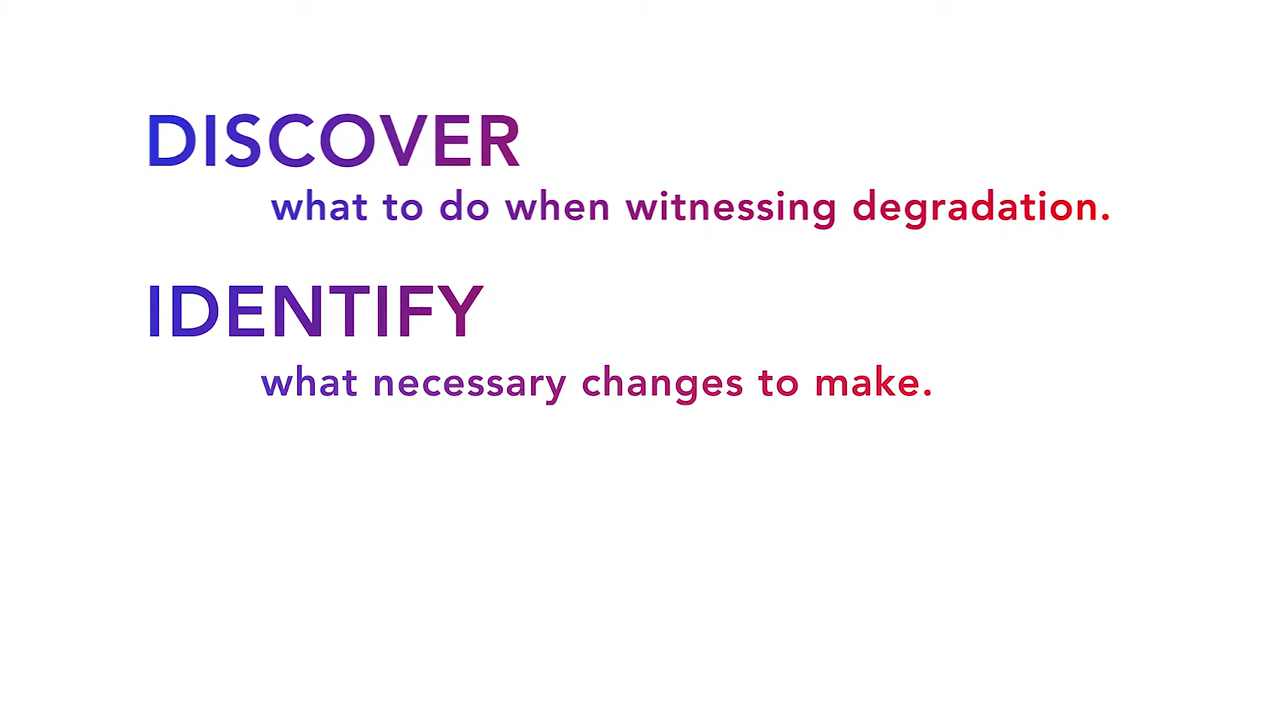 DISCOVER
what to do when witnessing degradation.
IDENTIFY
what necessary changes to make.